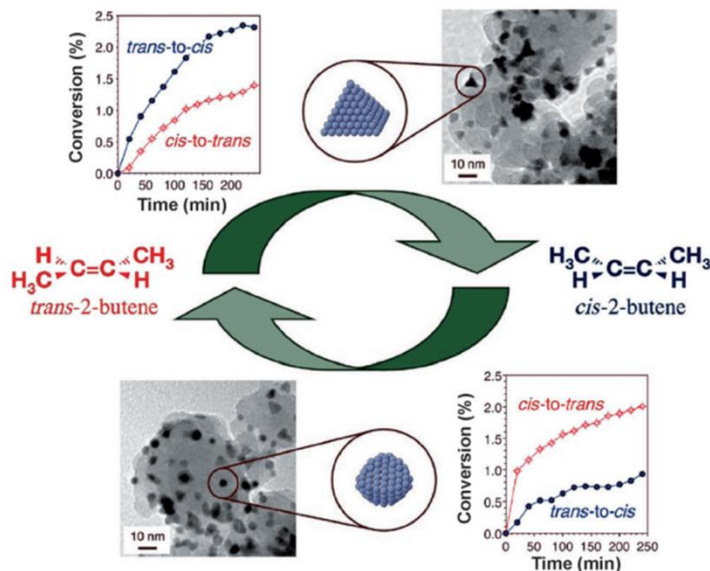 Conversion (%)
2.5
2.0
1.5
1.0
0.5
0.0
trans-to-cis
cis-to-trans
0 50 100 150 200
Time (min)
10 nm
H CH₃
C=C
H₃C H
trans-2-butene
H₃C CH₃
C=C
H H
cis-2-butene
10 nm
Conversion (%)
2.5
2.0
1.5
1.0
0.5
0.0
cis-to-trans
trans-to-cis
0 50 100 150 200 250
Time (min)